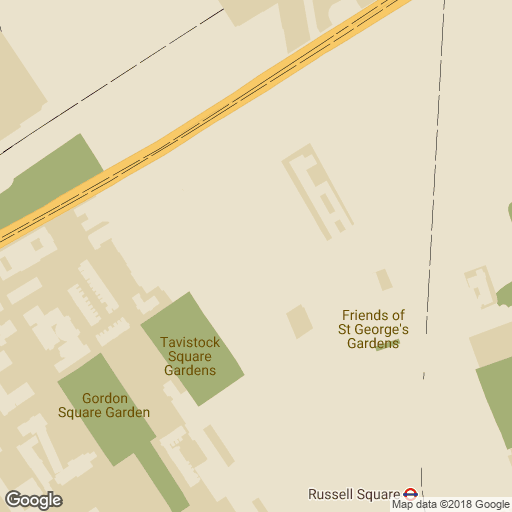 Friends of
St George's
Gardens
Tavistock
Square
Gardens
Gordon
Square Garden
Russell Square
Google
Map data ©2018 Google